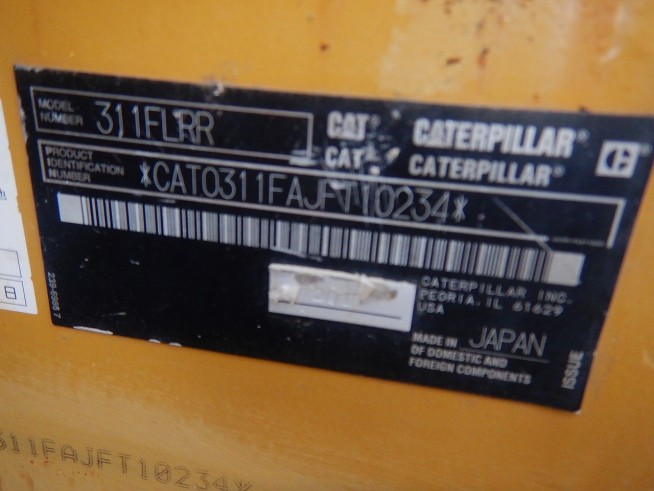 MODEL NUMBER 311FLRR CAT CATERPILLAR
CAT CATERPILLAR
PRODUCT IDENTIFICATION NUMBER *CAT0311FAJFT10234*
CATERPILLAR INC.
PEORIA, IL 61629
USA
MADE IN JAPAN
OF DOMESTIC AND
FOREIGN COMPONENTS
ISSUE
日
311FAJFT10234*